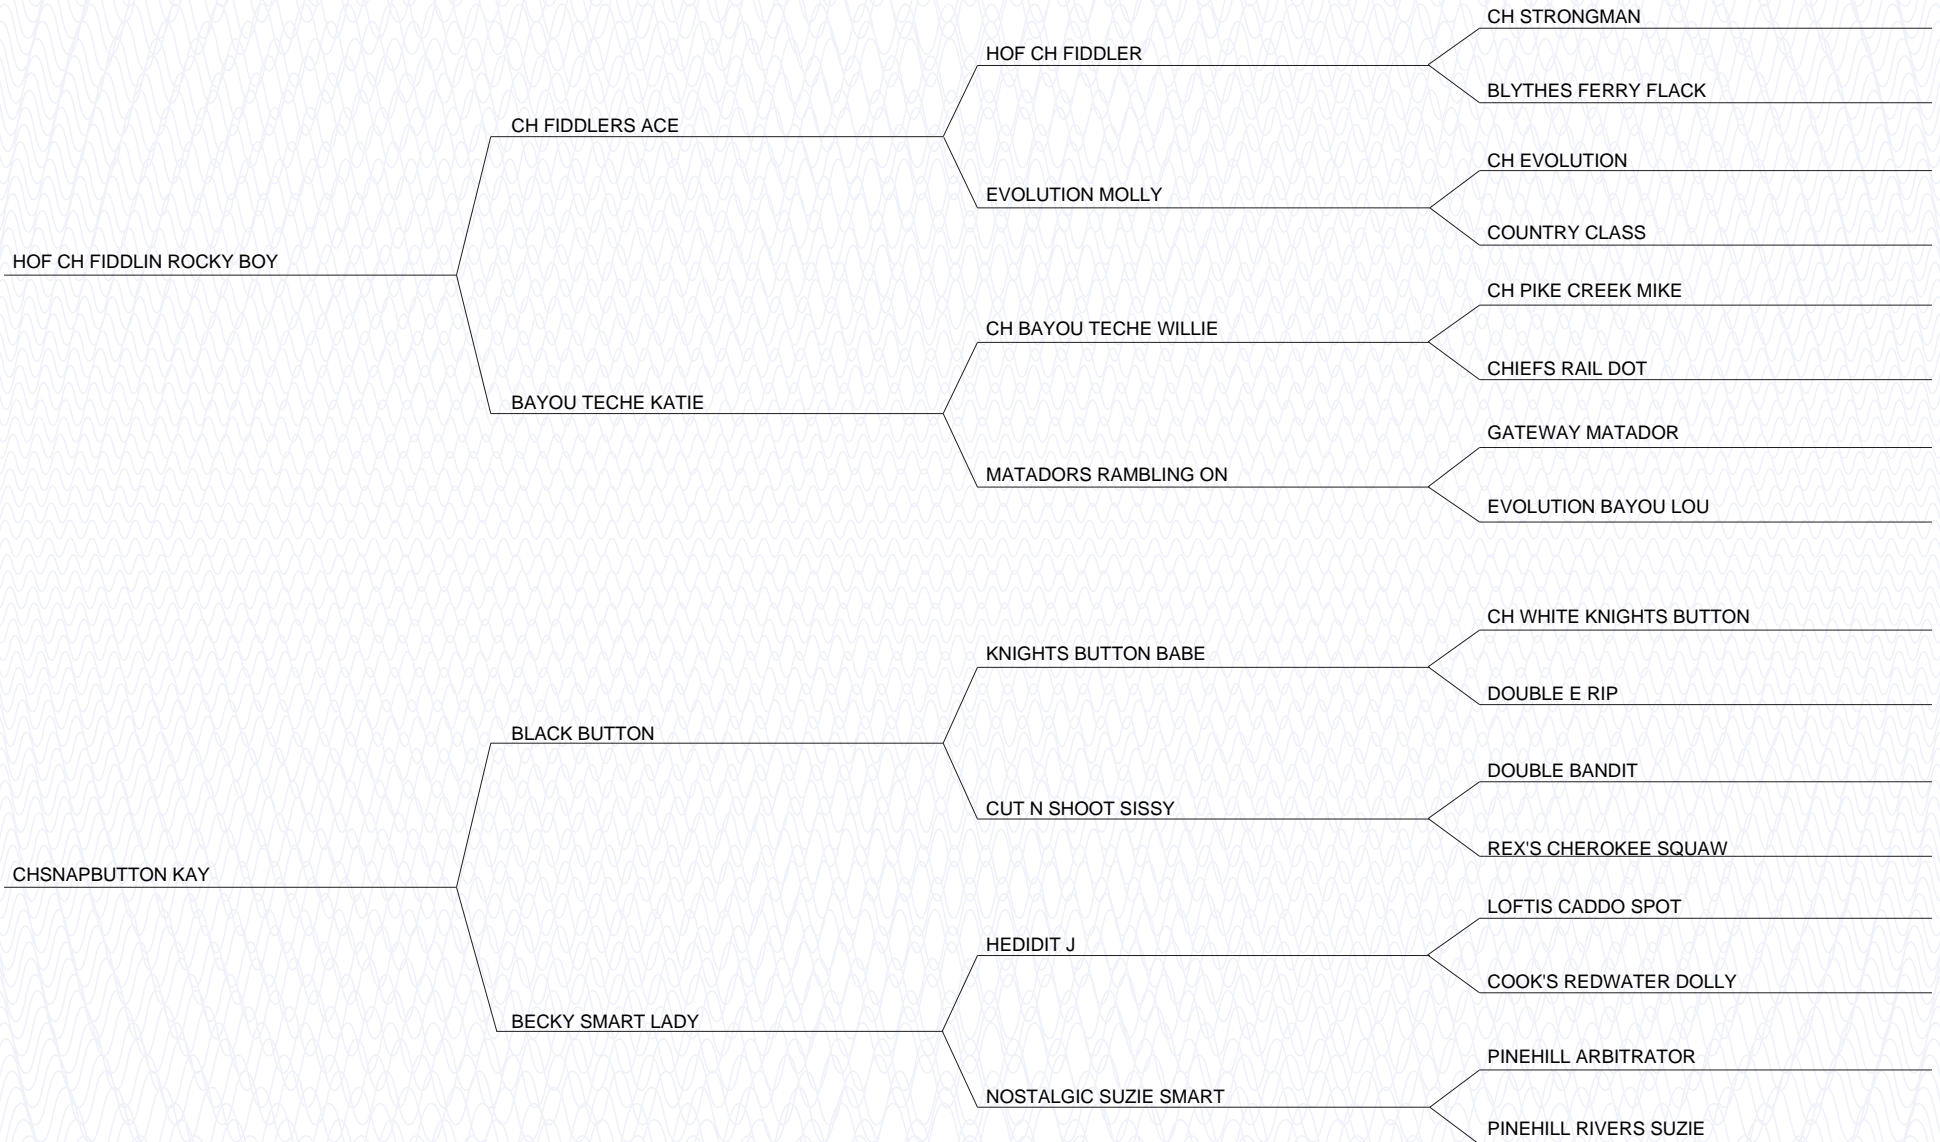 CH STRONGMAN
HOF CH FIDDLER
BLYTHES FERRY FLACK
CH FIDDLERS ACE
CH EVOLUTION
EVOLUTION MOLLY
COUNTRY CLASS
HOF CH FIDDLIN ROCKY BOY
CH PIKE CREEK MIKE
CH BAYOU TECHE WILLIE
CHIEFS RAIL DOT
BAYOU TECHE KATIE
GATEWAY MATADOR
MATADORS RAMBLING ON
EVOLUTION BAYOU LOU
CH WHITE KNIGHTS BUTTON
KNIGHTS BUTTON BABE
DOUBLE E RIP
BLACK BUTTON
DOUBLE BANDIT
CUT N SHOOT SISSY
REX'S CHEROKEE SQUAW
CHSNAPBUTTON KAY
LOFTIS CADDO SPOT
HEDIDIT J
COOK'S REDWATER DOLLY
BECKY SMART LADY
PINEHILL ARBITRATOR
NOSTALGIC SUZIE SMART
PINEHILL RIVERS SUZIE